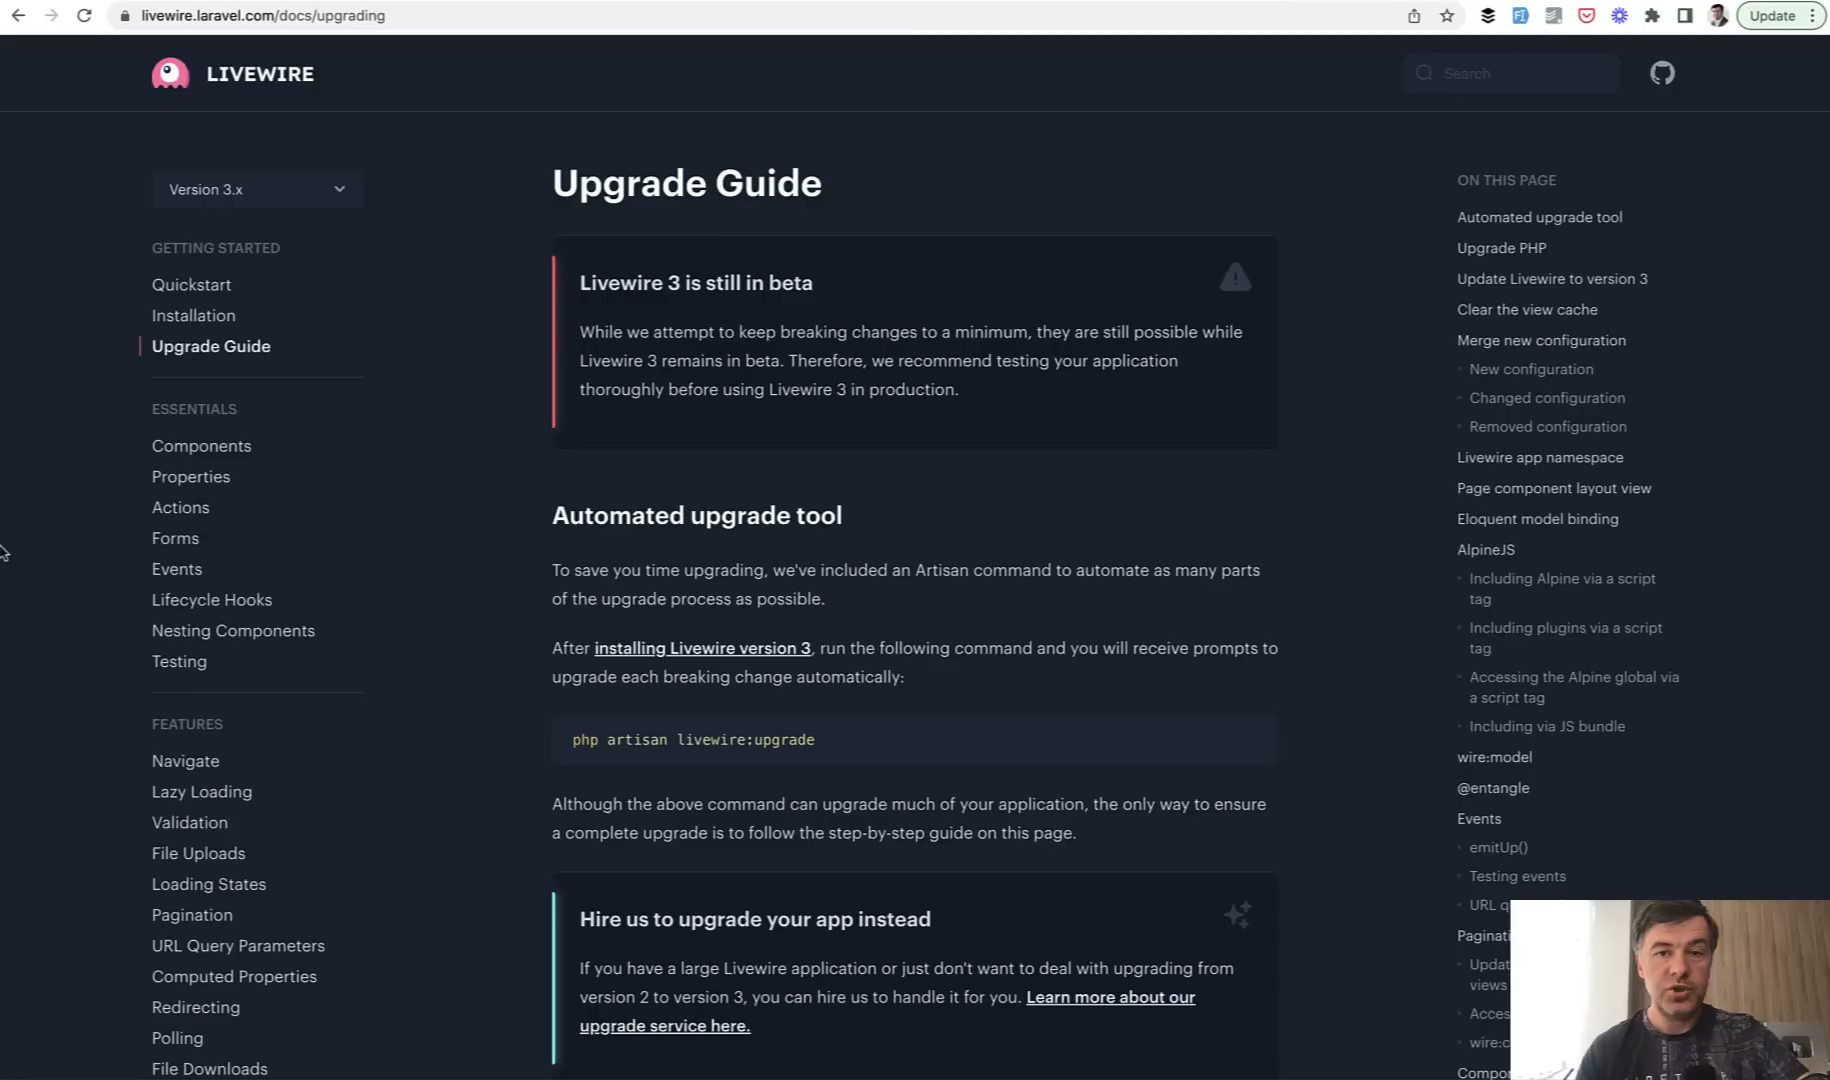 livewire.laravel.com/docs/upgrading
Update
LIVEWIRE
Search
Version 3.x
GETTING STARTED
Quickstart
Installation
Upgrade Guide
ESSENTIALS
Components
Properties
Actions
Forms
Events
Lifecycle Hooks
Nesting Components
Testing
FEATURES
Navigate
Lazy Loading
Validation
File Uploads
Loading States
Pagination
URL Query Parameters
Computed Properties
Redirecting
Polling
File Downloads
Upgrade Guide
Livewire 3 is still in beta
While we attempt to keep breaking changes to a minimum, they are still possible while
Livewire 3 remains in beta. Therefore, we recommend testing your application
thoroughly before using Livewire 3 in production.
Automated upgrade tool
To save you time upgrading, we've included an Artisan command to automate as many parts
of the upgrade process as possible.
After installing Livewire version 3, run the following command and you will receive prompts to
upgrade each breaking change automatically:
php artisan livewire:upgrade
Although the above command can upgrade much of your application, the only way to ensure
a complete upgrade is to follow the step-by-step guide on this page.
Hire us to upgrade your app instead
If you have a large Livewire application or just don't want to deal with upgrading from
version 2 to version 3, you can hire us to handle it for you. Learn more about our
upgrade service here.
ON THIS PAGE
Automated upgrade tool
Upgrade PHP
Update Livewire to version 3
Clear the view cache
Merge new configuration
New configuration
Changed configuration
Removed configuration
Livewire app namespace
Page component layout view
Eloquent model binding
AlpineJS
Including Alpine via a script
tag
Including plugins via a script
tag
Accessing the Alpine global via
a script tag
Including via JS bundle
wire:model
@entangle
Events
emitUp()
Testing events
URL q
Paginati
Updat
views
Acces
wire:c
Compo